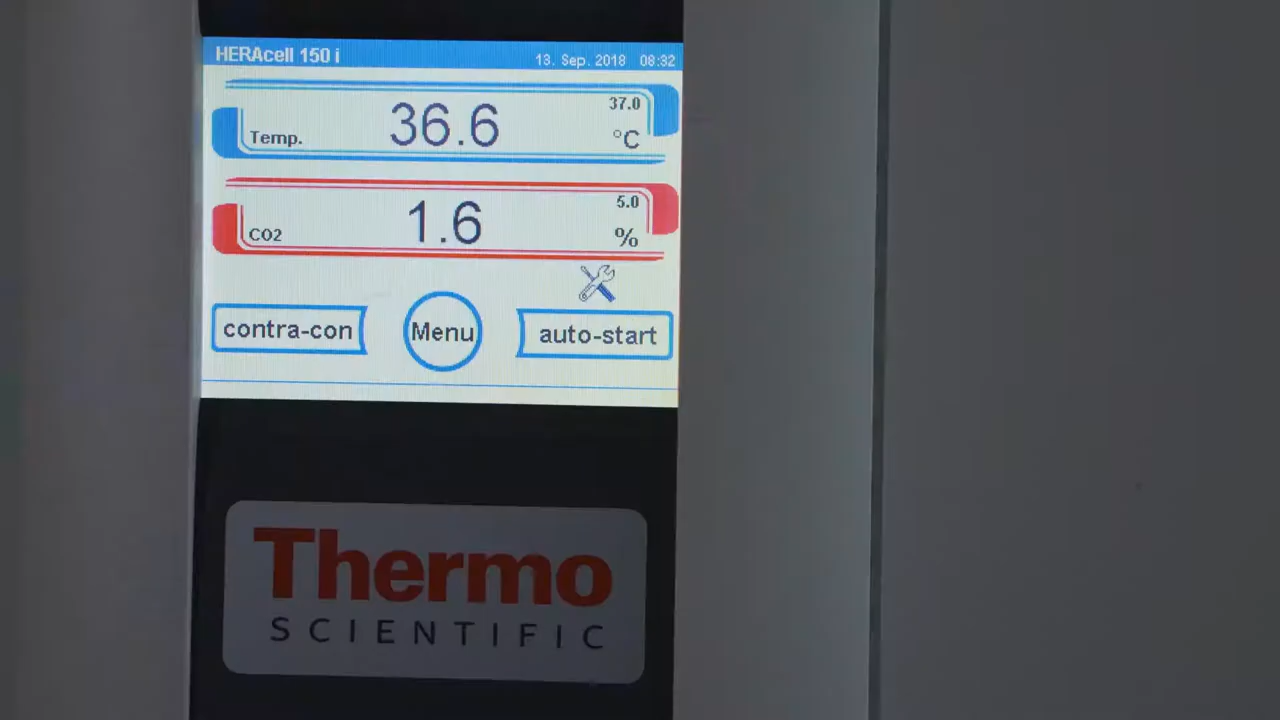 HERAcell 150 i 13. Sep. 2018 08:32
37.0
Temp. 36.6 °C
5.0
CO2 1.6 %
contra-con Menu auto-start
Thermo
SCIENTIFIC